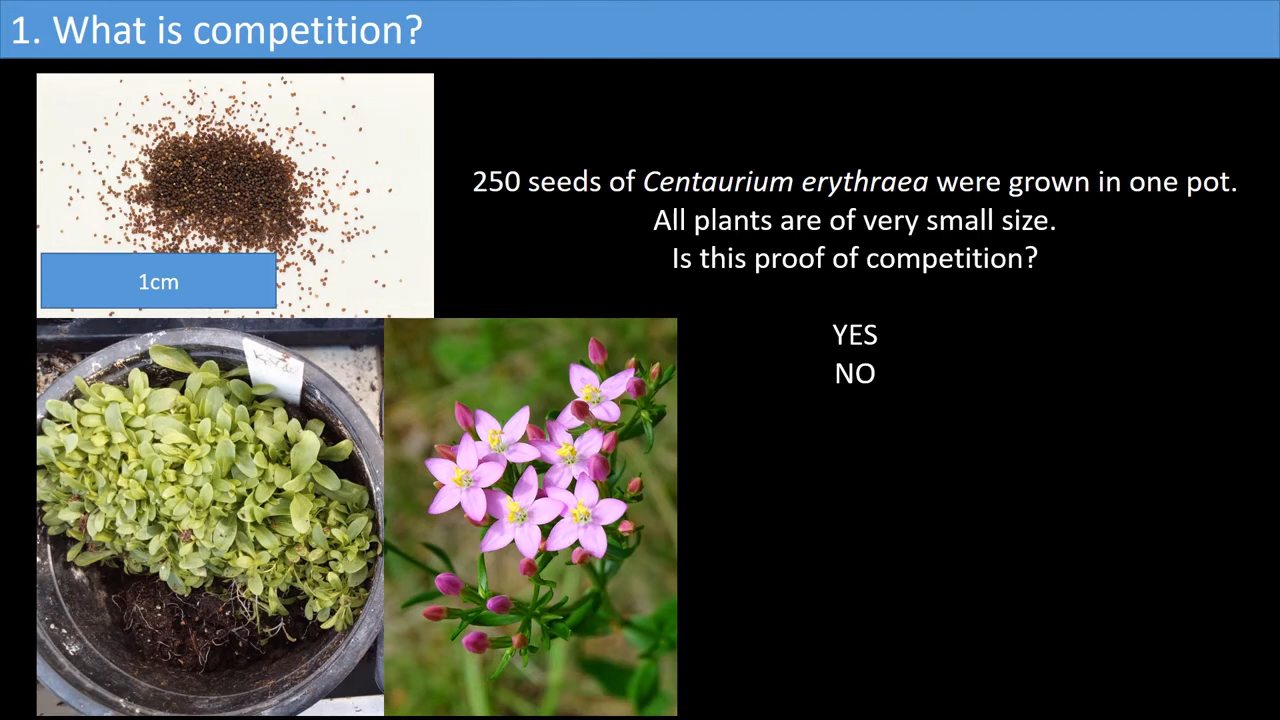 1. What is competition?
1cm
250 seeds of Centaurium erythraea were grown in one pot.
All plants are of very small size.
Is this proof of competition?
YES
NO